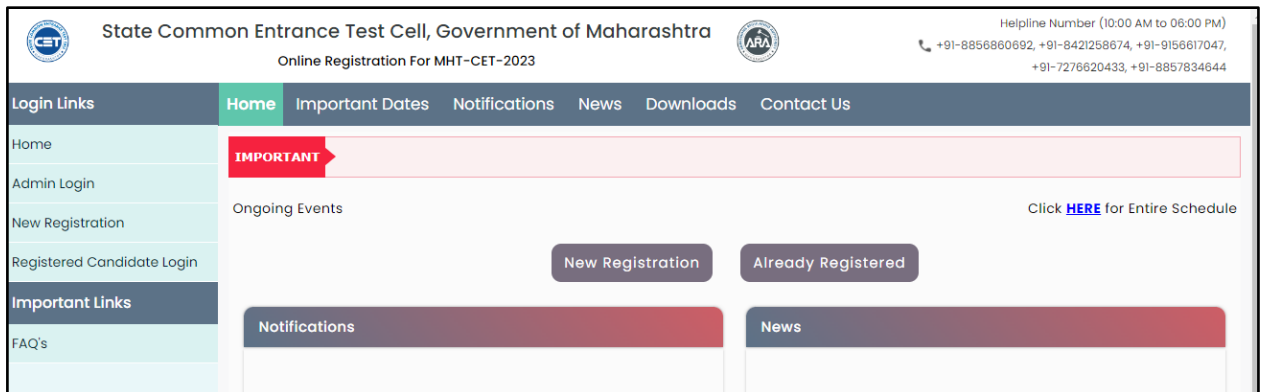 CET
State Common Entrance Test Cell, Government of Maharashtra
Online Registration For MHT-CET-2023
ARA
Helpline Number (10:00 AM to 06:00 PM)
+91-8856860692, +91-8421258674, +91-9156617047,
+91-7276620433, +91-8857834644
Login Links
Home Important Dates Notifications News Downloads Contact Us
Home
Admin Login
New Registration
Registered Candidate Login
Important Links
FAQ's
IMPORTANT
Ongoing Events
Click HERE for Entire Schedule
New Registration Already Registered
Notifications
News